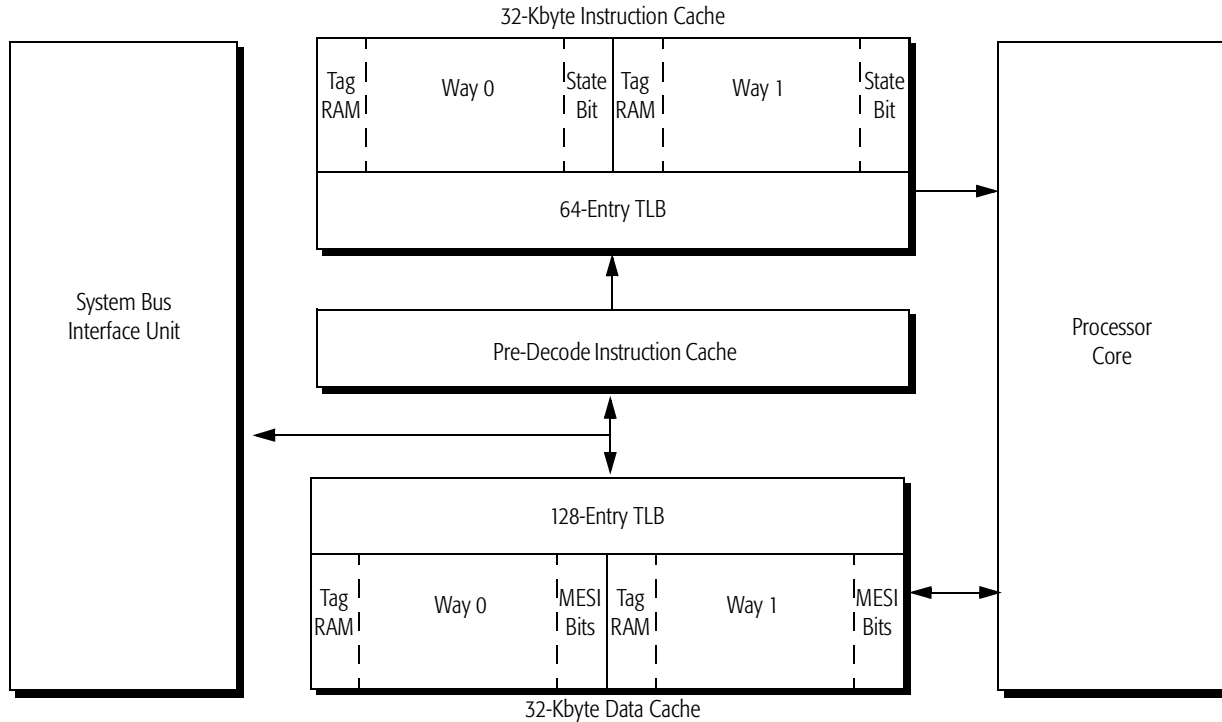 32-Kbyte Instruction Cache
Tag
RAM
Way 0
State
Bit
Tag
RAM
Way 1
State
Bit
64-Entry TLB
System Bus
Interface Unit
Pre-Decode Instruction Cache
Processor
Core
128-Entry TLB
Tag
RAM
Way 0
MESI
Bits
Tag
RAM
Way 1
MESI
Bits
32-Kbyte Data Cache